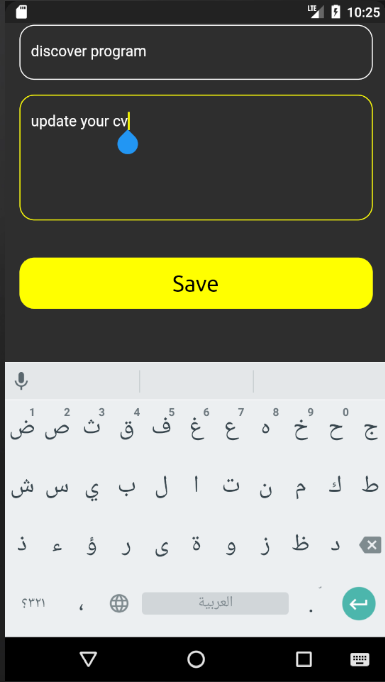 LTE 10:25
discover program
update your cv
Save
1 2 3 4 5 6 7 8 9 0
ض ص ث ق ف غ ع ه خ ح ج
ش س ي ب ل ا ت ن م ك ط
ذ ء ؤ ر ى ة و ز ظ د
٣٢١؟ ، العربية .